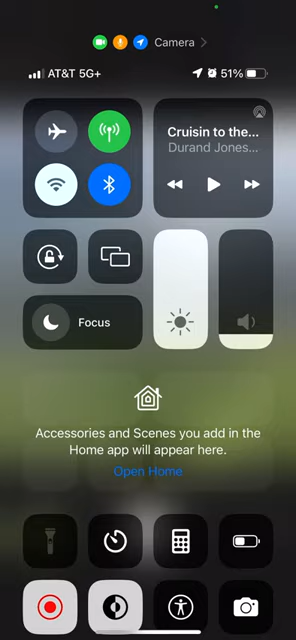 Camera
AT&T 5G+
51%
Cruisin to the...
Durand Jones...
Focus
Accessories and Scenes you add in the
Home app will appear here.
Open Home